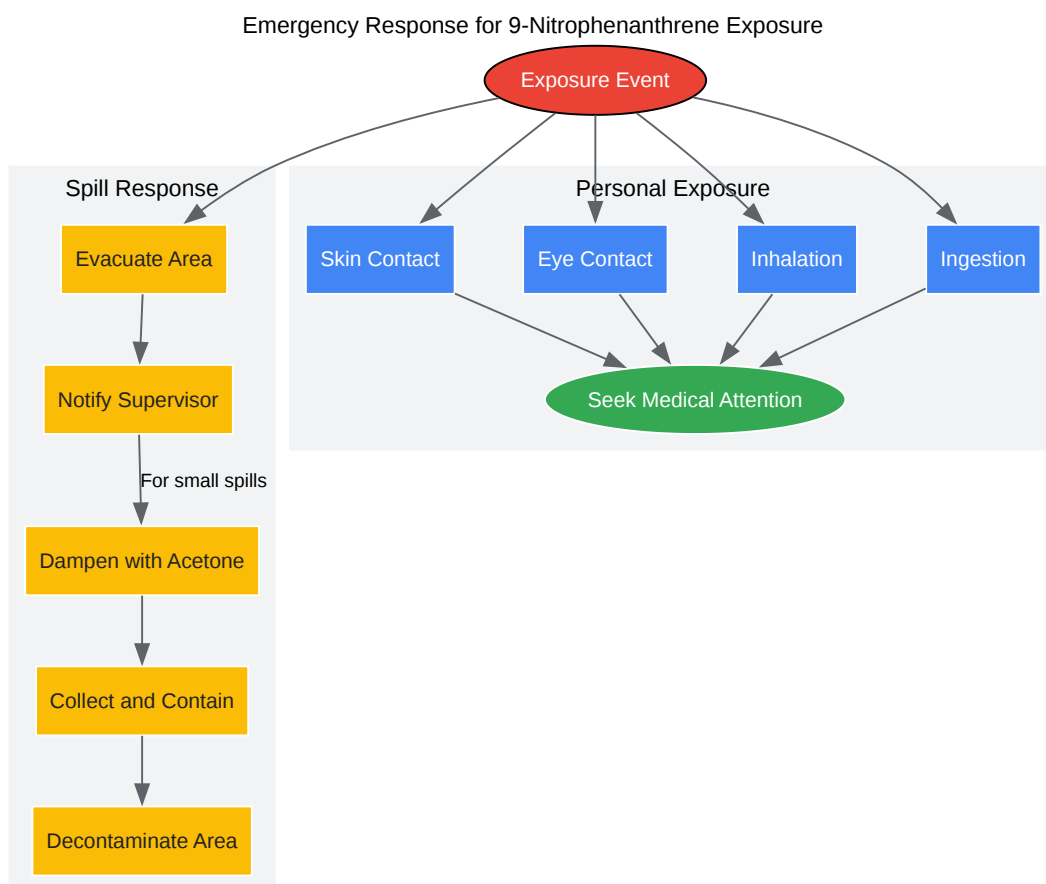 Emergency Response for 9-Nitrophenanthrene Exposure
Exposure Event
Spill Response
Personal Exposure
Evacuate Area
Skin Contact
Eye Contact
Inhalation
Ingestion
Notify Supervisor
Seek Medical Attention
For small spills
Dampen with Acetone
Collect and Contain
Decontaminate Area